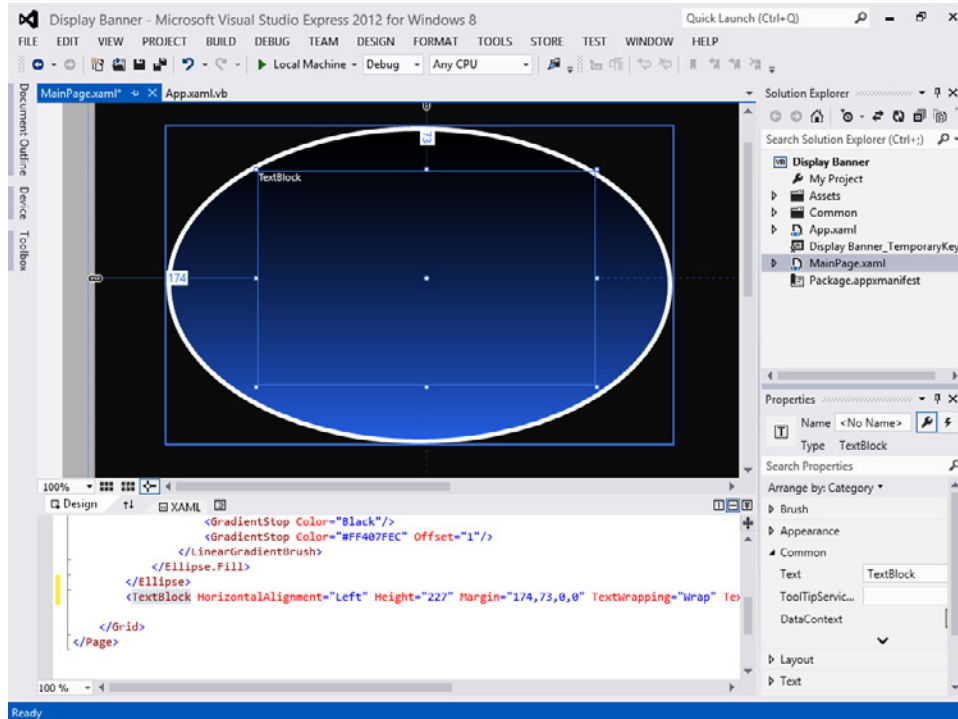 Display Banner - Microsoft Visual Studio Express 2012 for Windows 8
Quick Launch (Ctrl+Q)
FILE EDIT VIEW PROJECT BUILD DEBUG TEAM DESIGN FORMAT TOOLS STORE TEST WINDOW HELP
Local Machine Debug Any CPU
Document Outline
Device
Toolbox
MainPage.xaml* App.xaml.vb
73
TextBlock
174
100%
Design XAML
<GradientStop Color="Black"/>
<GradientStop Color="#FF407FEC" Offset="1"/>
</LinearGradientBrush>
</Ellipse.Fill>
</Ellipse>
<TextBlock HorizontalAlignment="Left" Height="227" Margin="174,73,0,0" TextWrapping="Wrap" Tex
</Grid>
</Page>
100 %
Solution Explorer
Search Solution Explorer (Ctrl+;)
VB Display Banner
My Project
Assets
Common
App.xaml
Display Banner_TemporaryKey
MainPage.xaml
Package.appxmanifest
Properties
Name <No Name>
Type TextBlock
Search Properties
Arrange by: Category
Brush
Appearance
Common
Text TextBlock
ToolTipServic...
DataContext
Layout
Text
Ready